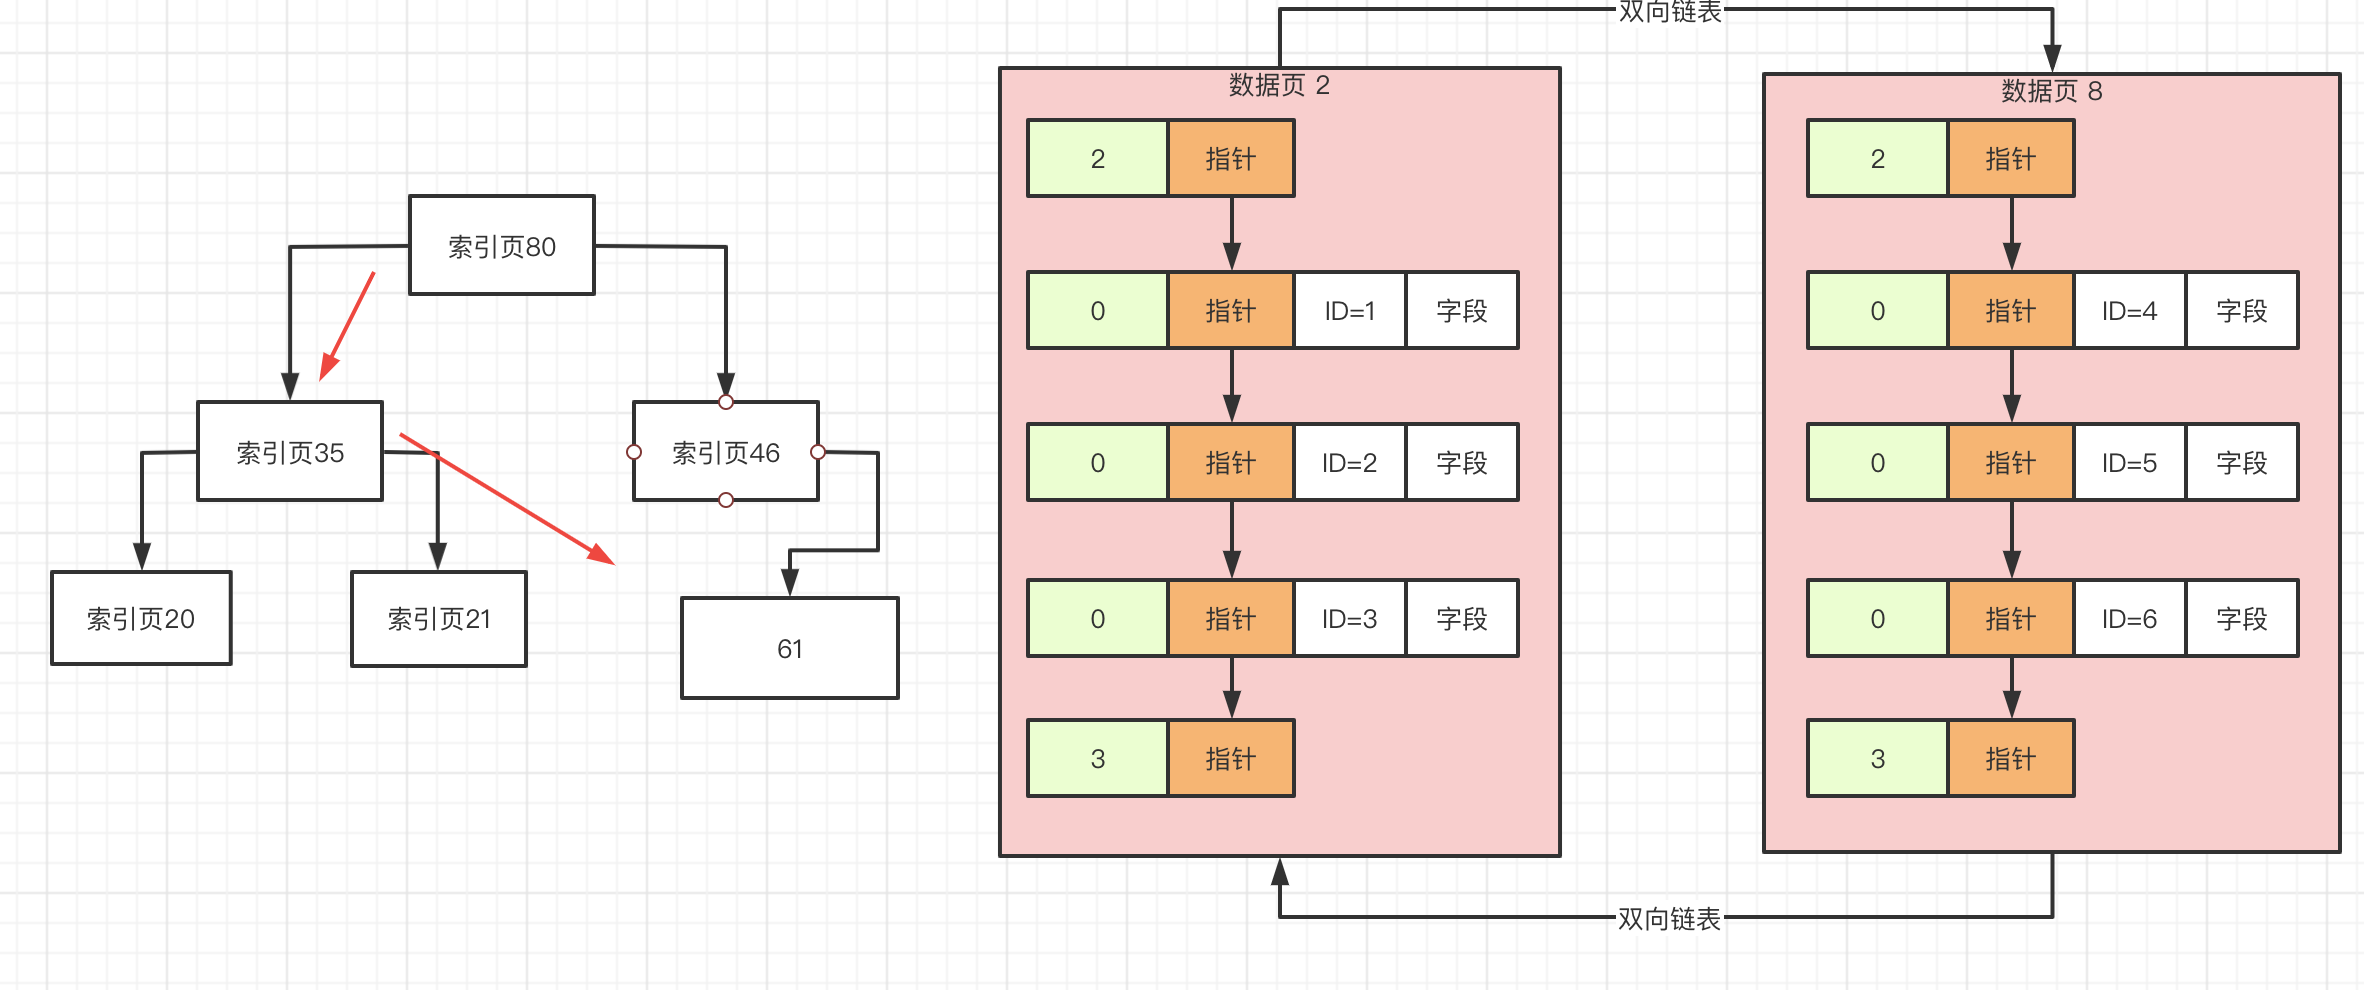 双向链表
索引页80
索引页35
索引页46
索引页20
索引页21
61
数据页 2
2 指针
0 指针 ID=1 字段
0 指针 ID=2 字段
0 指针 ID=3 字段
3 指针
数据页 8
2 指针
0 指针 ID=4 字段
0 指针 ID=5 字段
0 指针 ID=6 字段
3 指针
双向链表